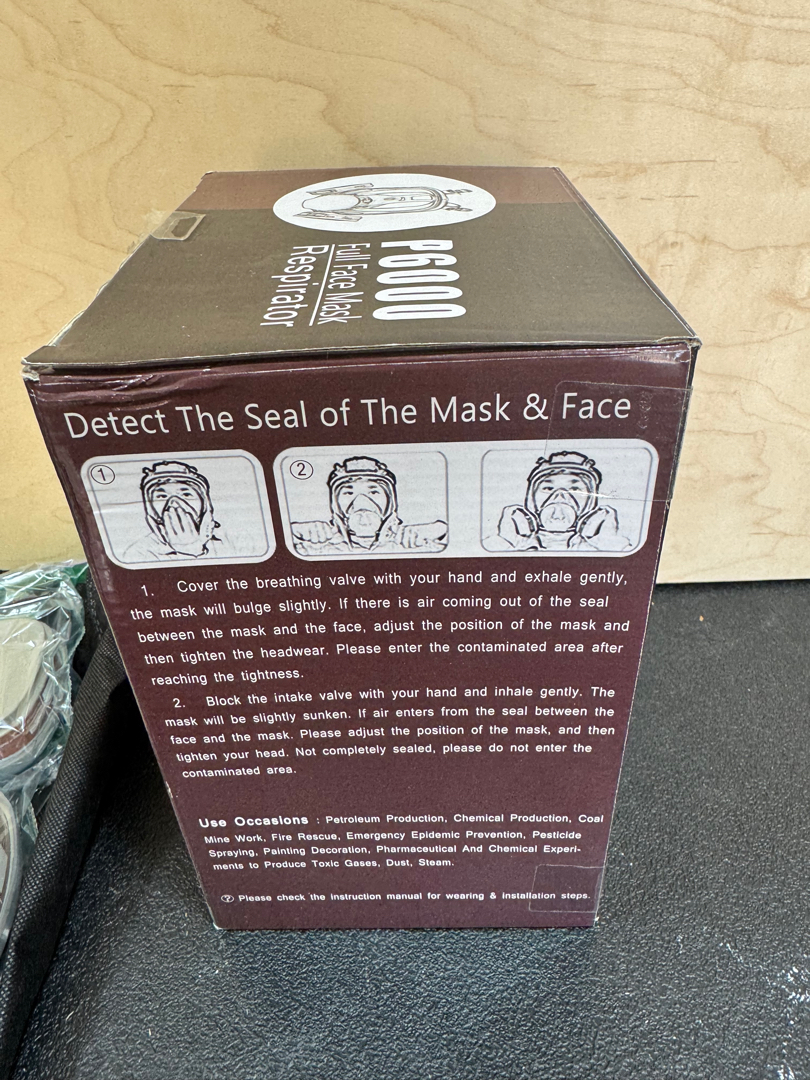 P6000
Full Face Mask
Respirator
Detect The Seal of The Mask & Face
1
2
1. Cover the breathing valve with your hand and exhale gently,
the mask will bulge slightly. If there is air coming out of the seal
between the mask and the face, adjust the position of the mask and
then tighten the headwear. Please enter the contaminated area after
reaching the tightness.
2. Block the intake valve with your hand and inhale gently. The
mask will be slightly sunken. If air enters from the seal between the
face and the mask. Please adjust the position of the mask, and then
tighten your head. Not completely sealed, please do not enter the
contaminated area.
Use Occasions : Petroleum Production, Chemical Production, Coal
Mine Work, Fire Rescue, Emergency Epidemic Prevention, Pesticide
Spraying, Painting Decoration, Pharmaceutical And Chemical Experi-
ments to Produce Toxic Gases, Dust, Steam.
? Please check the instruction manual for wearing & installation steps.